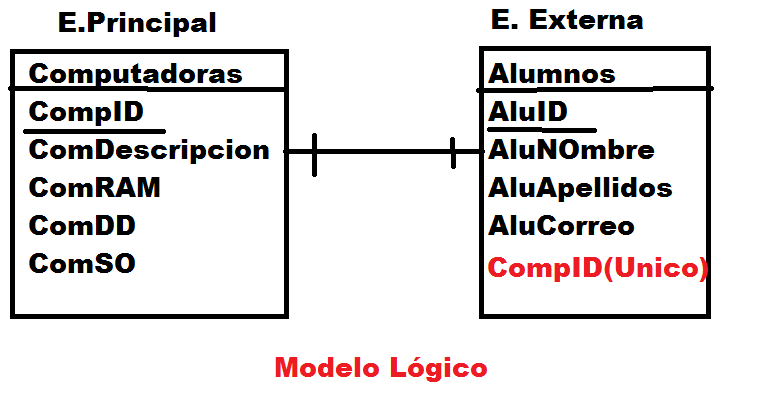 E.Principal
Computadoras
CompID
ComDescripcion
ComRAM
ComDD
ComSO
E. Externa
Alumnos
AluID
AluNOmbre
AluApellidos
AluCorreo
CompID(Unico)
Modelo Lógico